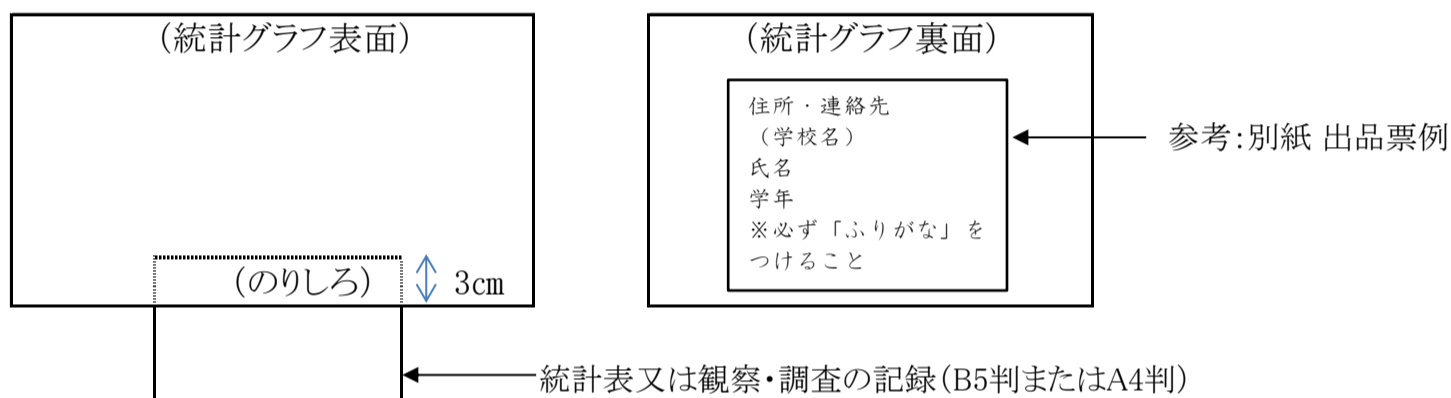 (統計グラフ表面)
(のりしろ)
3cm
統計表又は観察・調査の記録(B5判またはA4判)
(統計グラフ裏面)
住所・連絡先
（学校名）
氏名
学年
※必ず「ふりがな」を
つけること
参考:別紙 出品票例